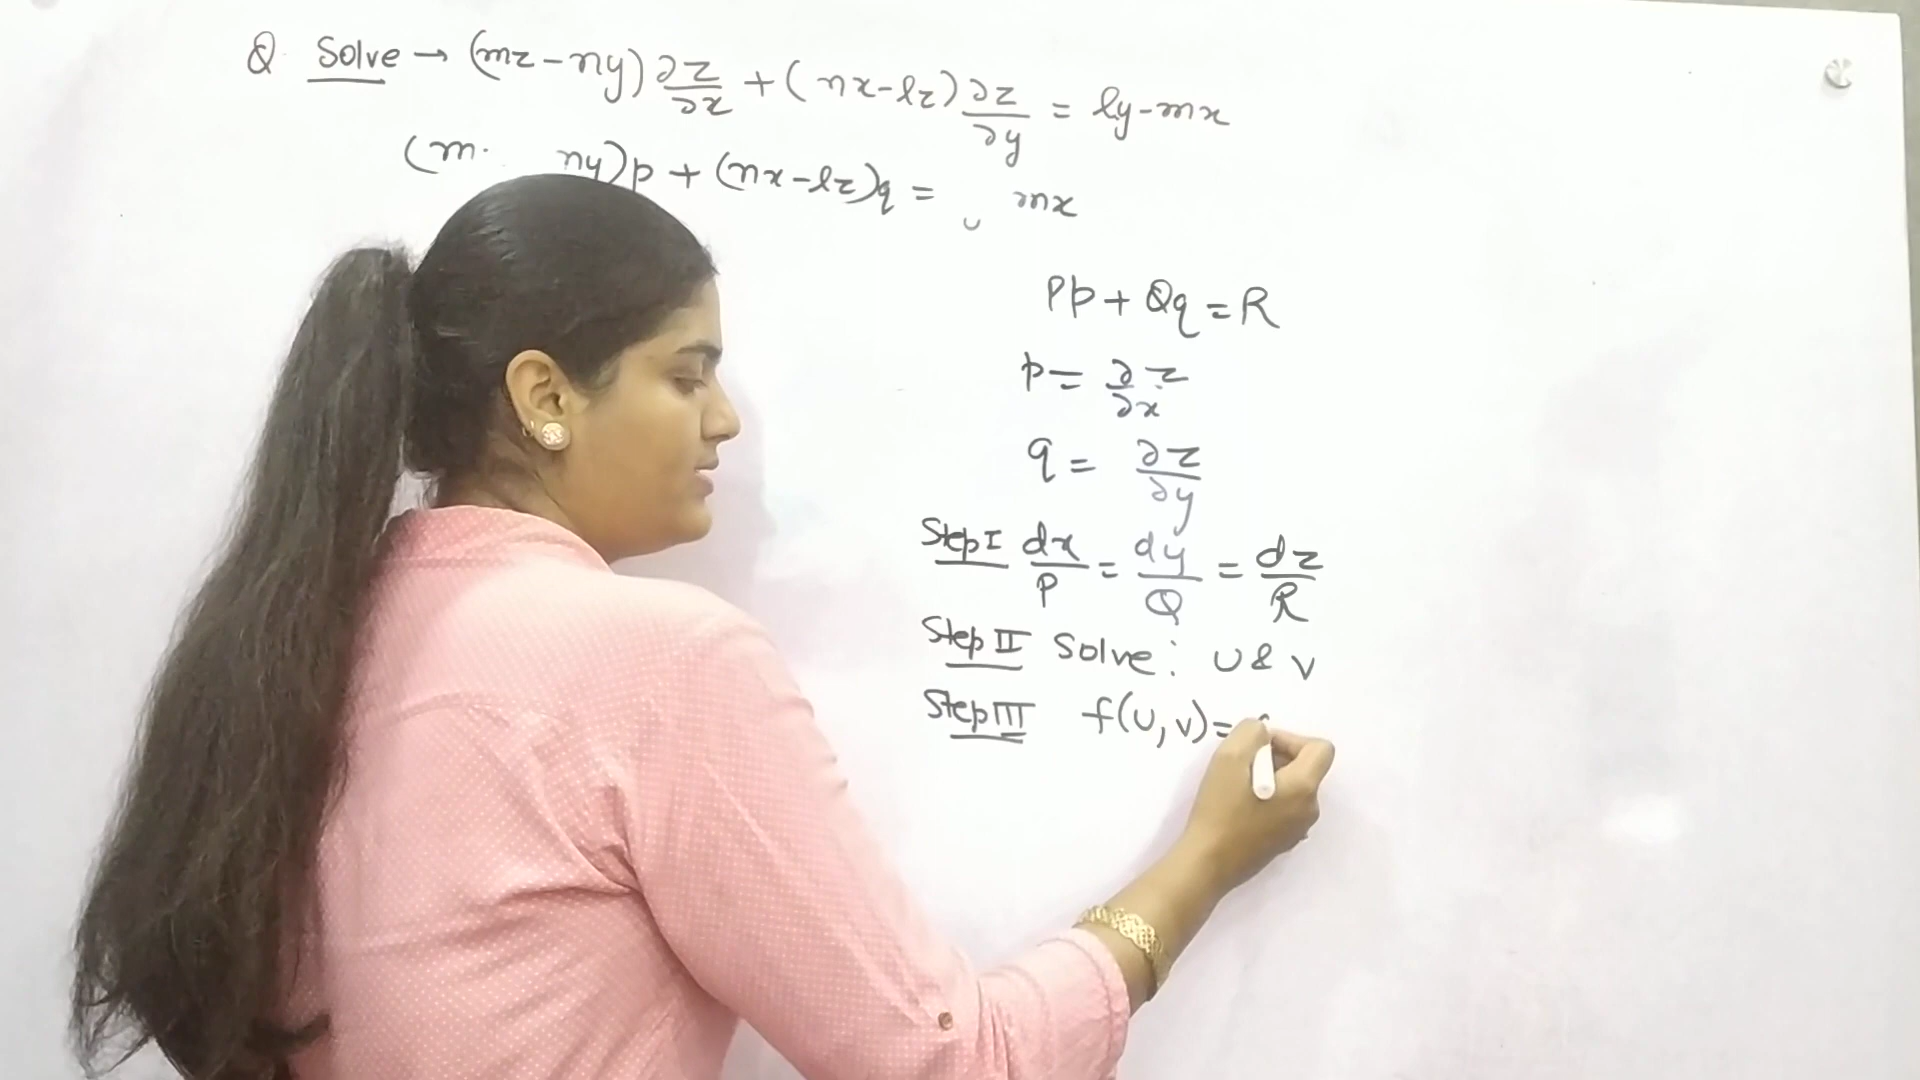 Q. Solve → (mz-ny) ∂z/∂x + (nx-lz) ∂z/∂y = ly-mx
(m ny)p + (nx-lz)q = mx
Pp + Qq = R
p = ∂z/∂x
q = ∂z/∂y
Step I dx/P = dy/Q = dz/R
Step II Solve: u & v
Step III f(u, v) =